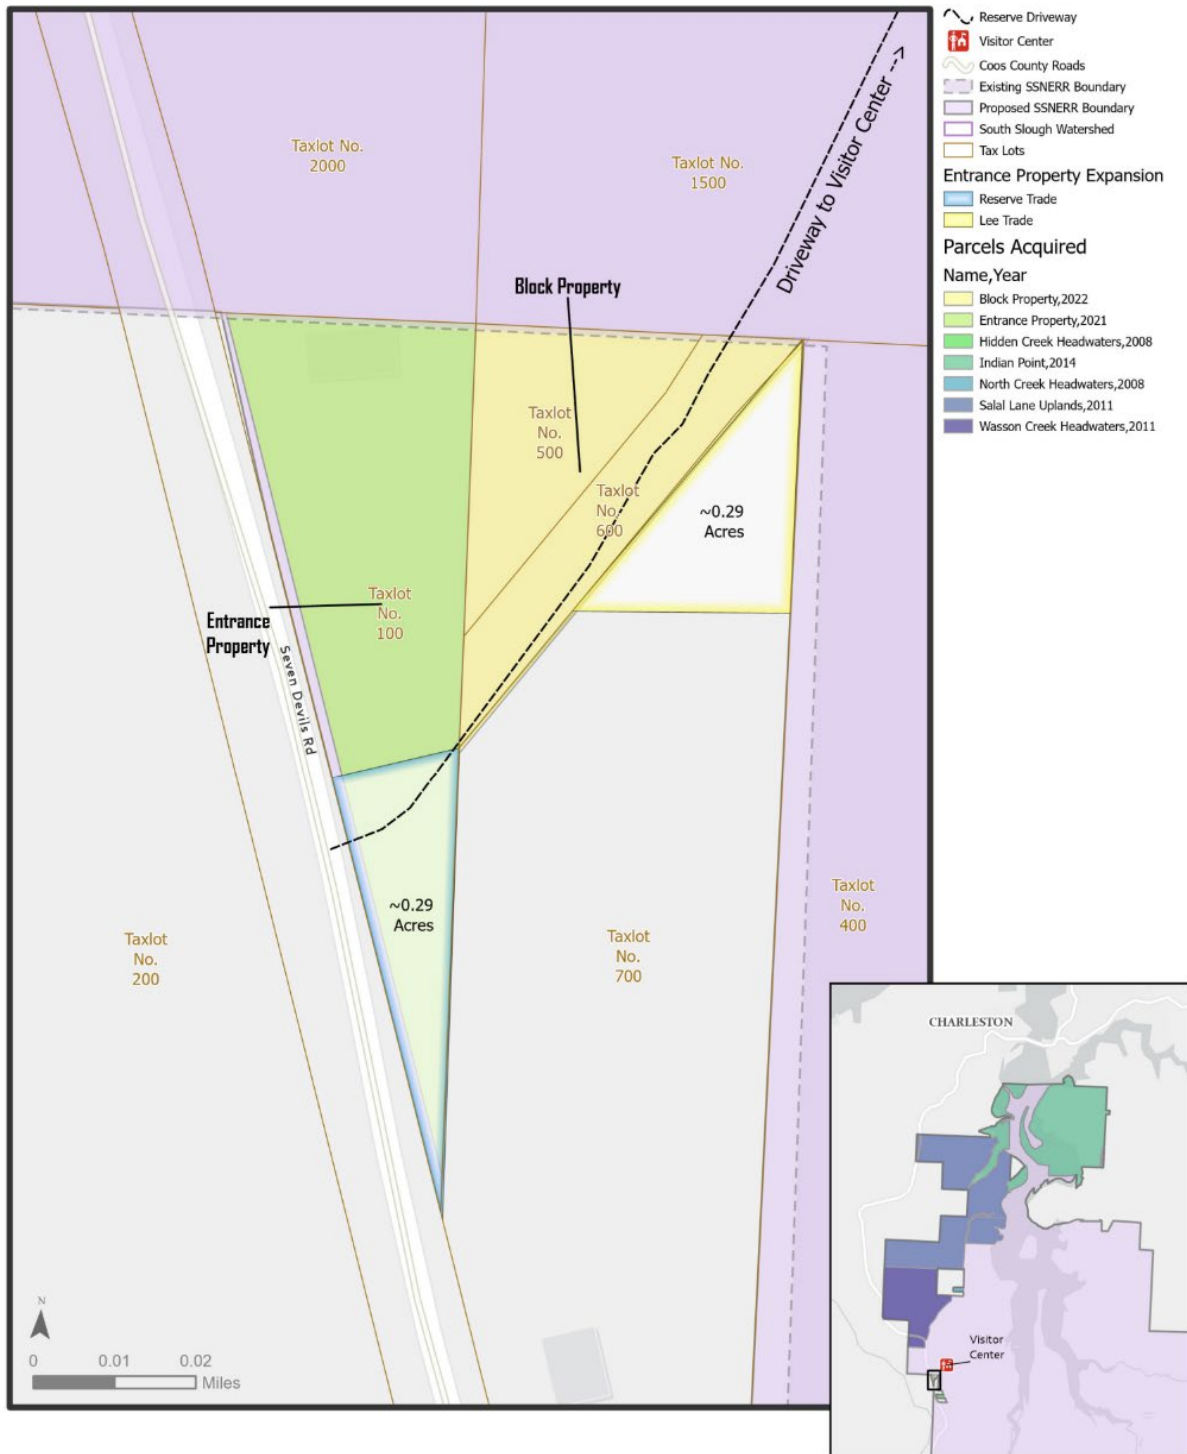 Reserve Driveway
Visitor Center
Coos County Roads
Existing SSNERR Boundary
Proposed SSNERR Boundary
South Slough Watershed
Tax Lots
Entrance Property Expansion
Reserve Trade
Lee Trade
Parcels Acquired
Name,Year
Block Property,2022
Entrance Property,2021
Hidden Creek Headwaters,2008
Indian Point,2014
North Creek Headwaters,2008
Salal Lane Uplands,2011
Wasson Creek Headwaters,2011
Taxlot No.
2000
Taxlot No.
1500
Driveway to Visitor Center -->
Block Property
Taxlot
No.
500
Taxlot
No.
600
~0.29
Acres
Taxlot
No.
100
Entrance
Property
Seven Devils Rd
~0.29
Acres
Taxlot
No.
200
Taxlot
No.
700
Taxlot
No.
400
N
0 0.01 0.02
Miles
CHARLESTON
Visitor
Center